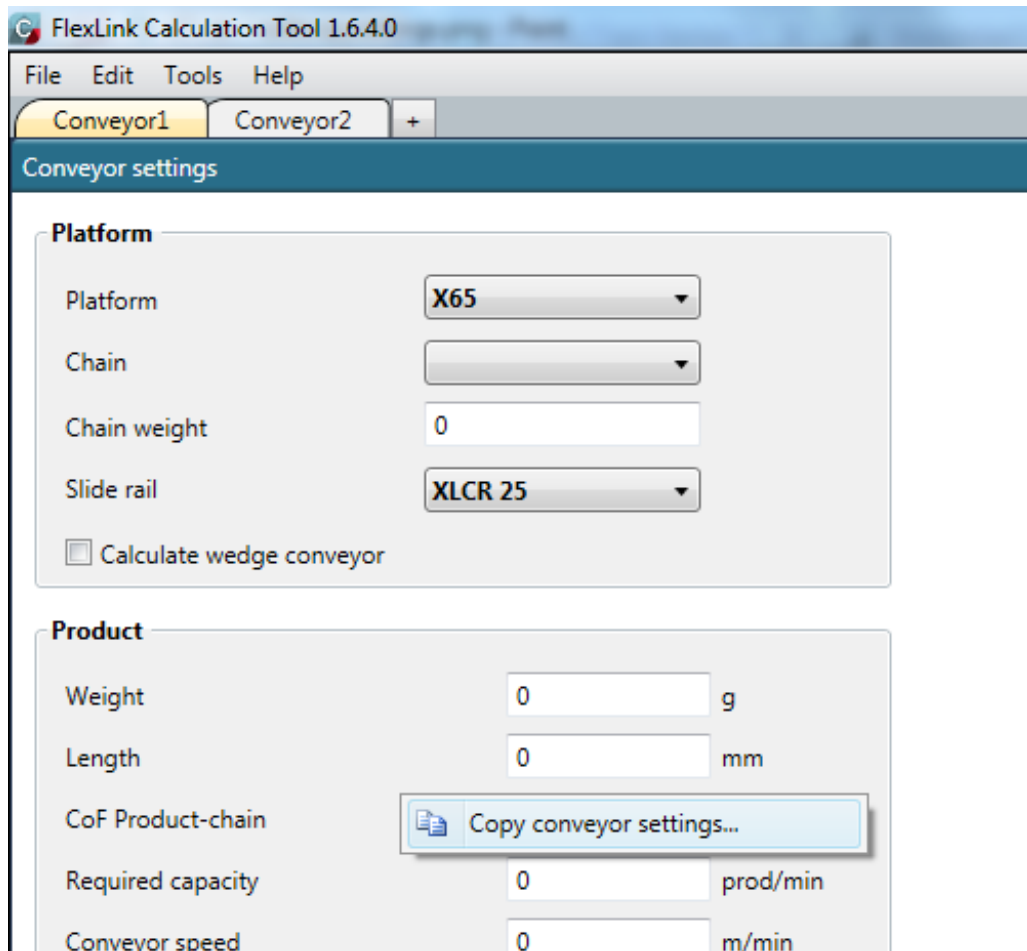 FlexLink Calculation Tool 1.6.4.0
File Edit Tools Help
Conveyor1 Conveyor2 +
Conveyor settings
Platform
Platform X65
Chain
Chain weight 0
Slide rail XLCR 25
Calculate wedge conveyor
Product
Weight 0 g
Length 0 mm
CoF Product-chain Copy conveyor settings...
Required capacity 0 prod/min
Conveyor speed 0 m/min